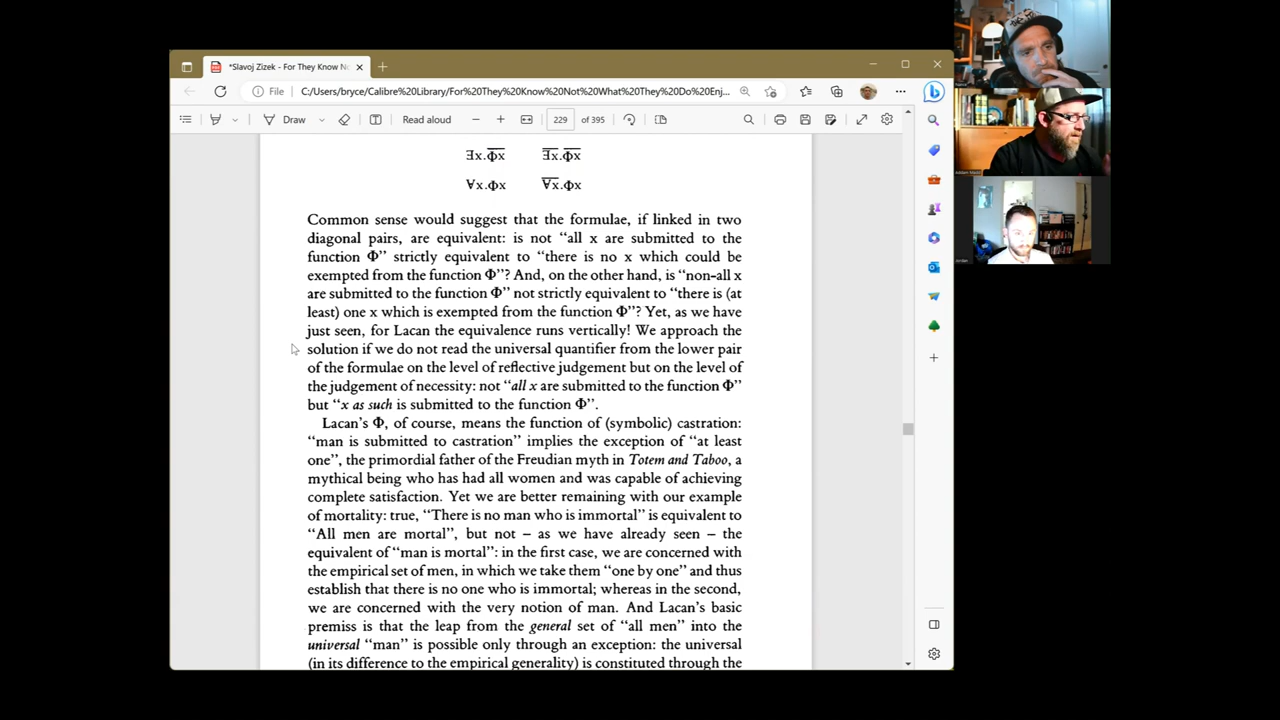 *Slavoj Zizek - For They Know N
File
C:/Users/bryce/Calibre%20Library/For%20They%20Know%20Not%20What%20They%20Do%20Enj...
Draw
Read aloud
229 of 395
∃x.Φ̅x̅ ∃̅x̅.Φ̅x̅
∀x.Φx ∀̅x̅.Φx
Common sense would suggest that the formulae, if linked in two
diagonal pairs, are equivalent: is not “all x are submitted to the
function Φ” strictly equivalent to “there is no x which could be
exempted from the function Φ”? And, on the other hand, is “non-all x
are submitted to the function Φ” not strictly equivalent to “there is (at
least) one x which is exempted from the function Φ”? Yet, as we have
just seen, for Lacan the equivalence runs vertically! We approach the
solution if we do not read the universal quantifier from the lower pair
of the formulae on the level of reflective judgement but on the level of
the judgement of necessity: not “all x are submitted to the function Φ”
but “x as such is submitted to the function Φ”.
Lacan’s Φ, of course, means the function of (symbolic) castration:
“man is submitted to castration” implies the exception of “at least
one”, the primordial father of the Freudian myth in Totem and Taboo, a
mythical being who has had all women and was capable of achieving
complete satisfaction. Yet we are better remaining with our example
of mortality: true, “There is no man who is immortal” is equivalent to
“All men are mortal”, but not – as we have already seen – the
equivalent of “man is mortal”: in the first case, we are concerned with
the empirical set of men, in which we take them “one by one” and thus
establish that there is no one who is immortal; whereas in the second,
we are concerned with the very notion of man. And Lacan’s basic
premiss is that the leap from the general set of “all men” into the
universal “man” is possible only through an exception: the universal
(in its difference to the empirical generality) is constituted through the
Jordan